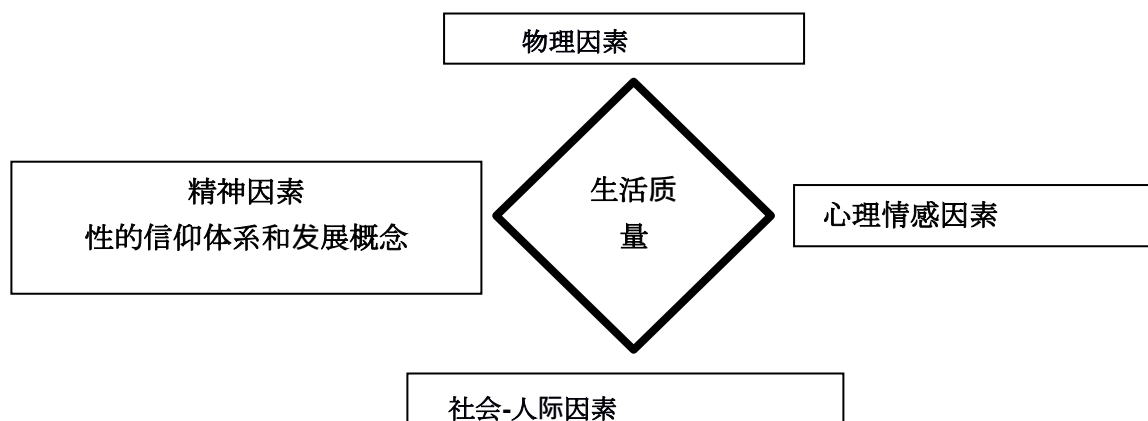 物理因素
精神因素
性的信仰体系和发展概念
生活质
量
心理情感因素
社会-人际因素